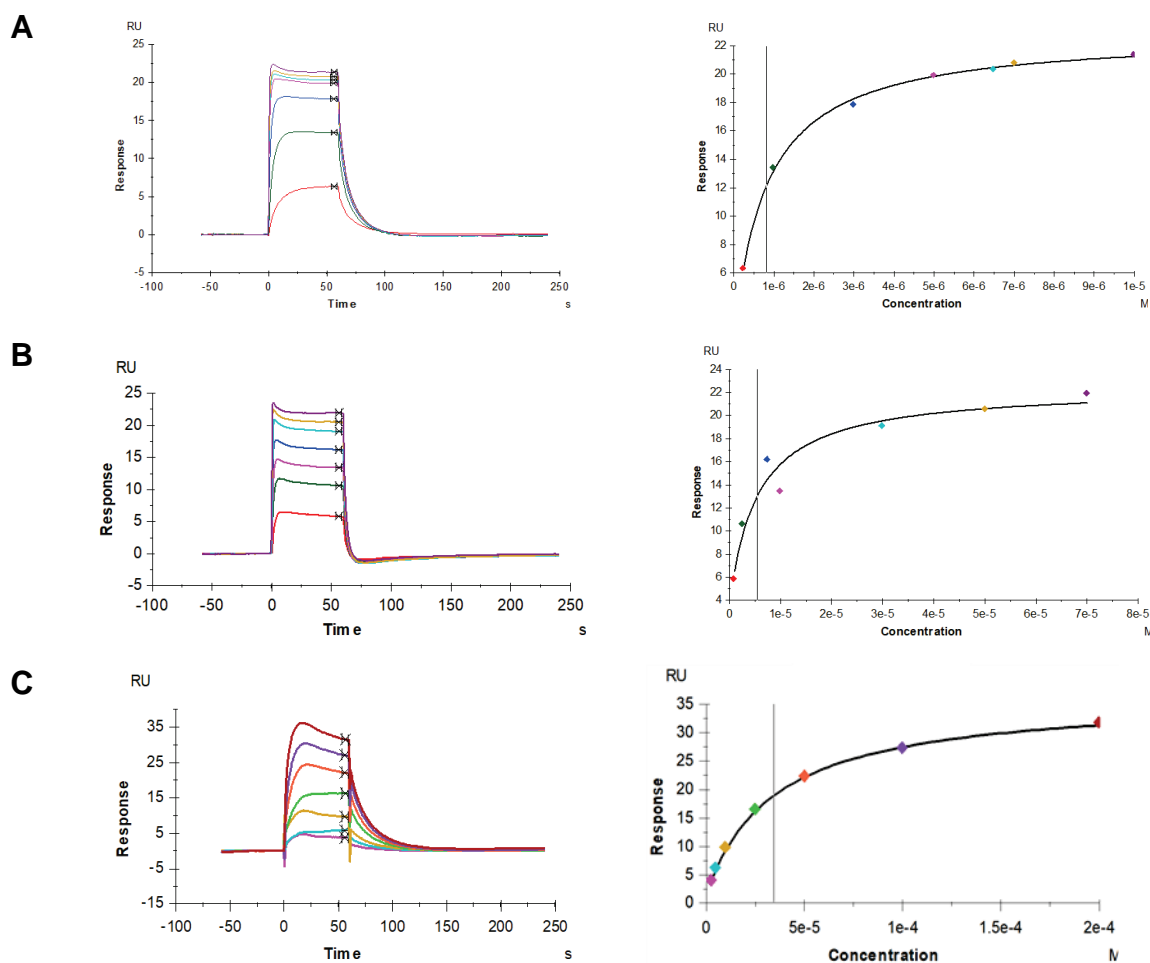 A
RU
25
20
15
10
5
0
-5
Response
-100 -50 0 50 100 150 200 250
Time s
RU
22
20
18
16
14
12
10
8
6
Response
0 1e-6 2e-6 3e-6 4e-6 5e-6 6e-6 7e-6 8e-6 9e-6 1e-5
Concentration M
B
RU
25
20
15
10
5
0
-5
Response
-100 -50 0 50 100 150 200 250
Time s
RU
24
22
20
18
16
14
12
10
8
6
4
Response
0 1e-5 2e-5 3e-5 4e-5 5e-5 6e-5 7e-5 8e-5
Concentration M
C
RU
35
25
15
5
-5
-15
Response
-100 -50 0 50 100 150 200 250
Time s
RU
35
30
25
20
15
10
5
0
Response
0 5e-5 1e-4 1.5e-4 2e-4
Concentration M